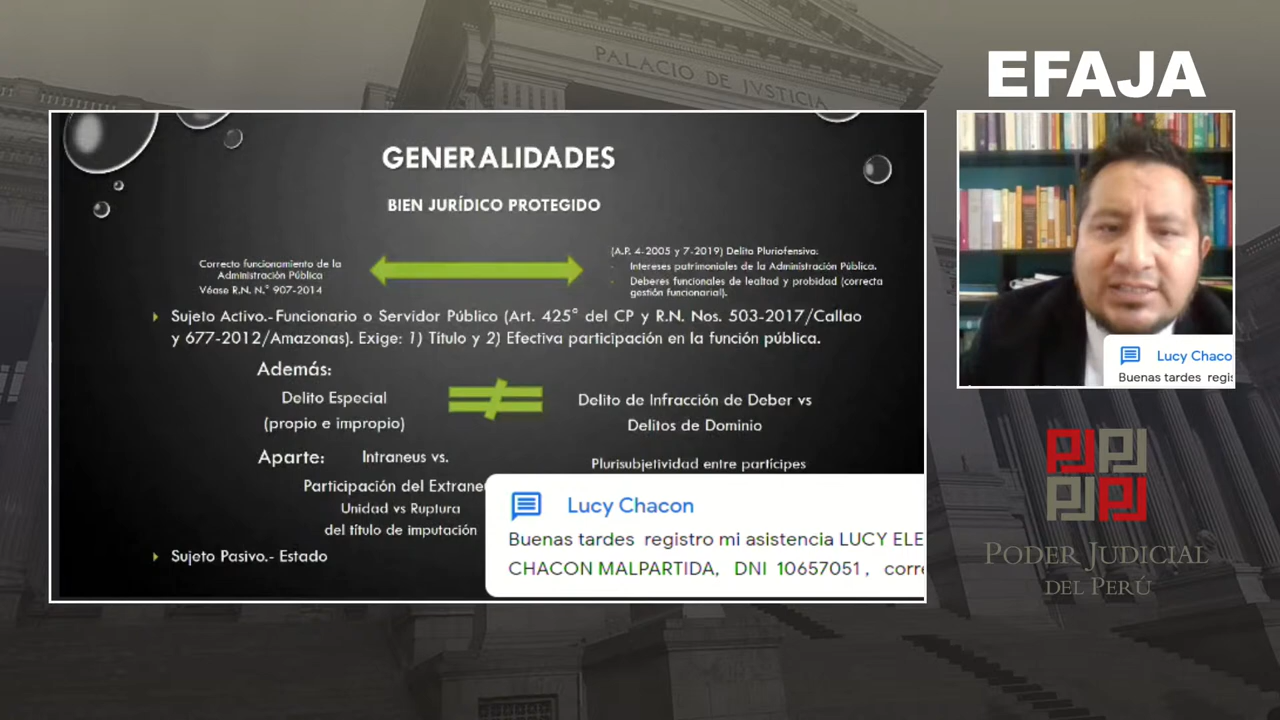 PALACIO DE JUSTICIA
EFAJA
GENERALIDADES
BIEN JURÍDICO PROTEGIDO
Correcto funcionamiento de la
Administración Pública
Véase R.N. N.° 907-2014
(A.P. 4-2005 y 7-2019) Delito Pluriofensivo:
Intereses patrimoniales de la Administración Pública.
Deberes funcionales de lealtad y probidad (correcta
gestión funcionarial).
Sujeto Activo.- Funcionario o Servidor Público (Art. 425° del CP y R.N. Nos. 503-2017/Callao
y 677-2012/Amazonas). Exige: 1) Título y 2) Efectiva participación en la función pública.
Además:
Delito Especial
(propio e impropio)
Delito de Infracción de Deber vs
Delitos de Dominio
Aparte: Intraneus vs.
Participación del Extrane
Unidad vs Ruptura
del título de imputación
Plurisubjetividad entre partícipes
Sujeto Pasivo.- Estado
Lucy Chacon
Buenas tardes registro mi asistencia LUCY ELE
CHACON MALPARTIDA, DNI 10657051, corre
Lucy Chaco
Buenas tardes regis
PODER JUDICIAL
DEL PERÚ